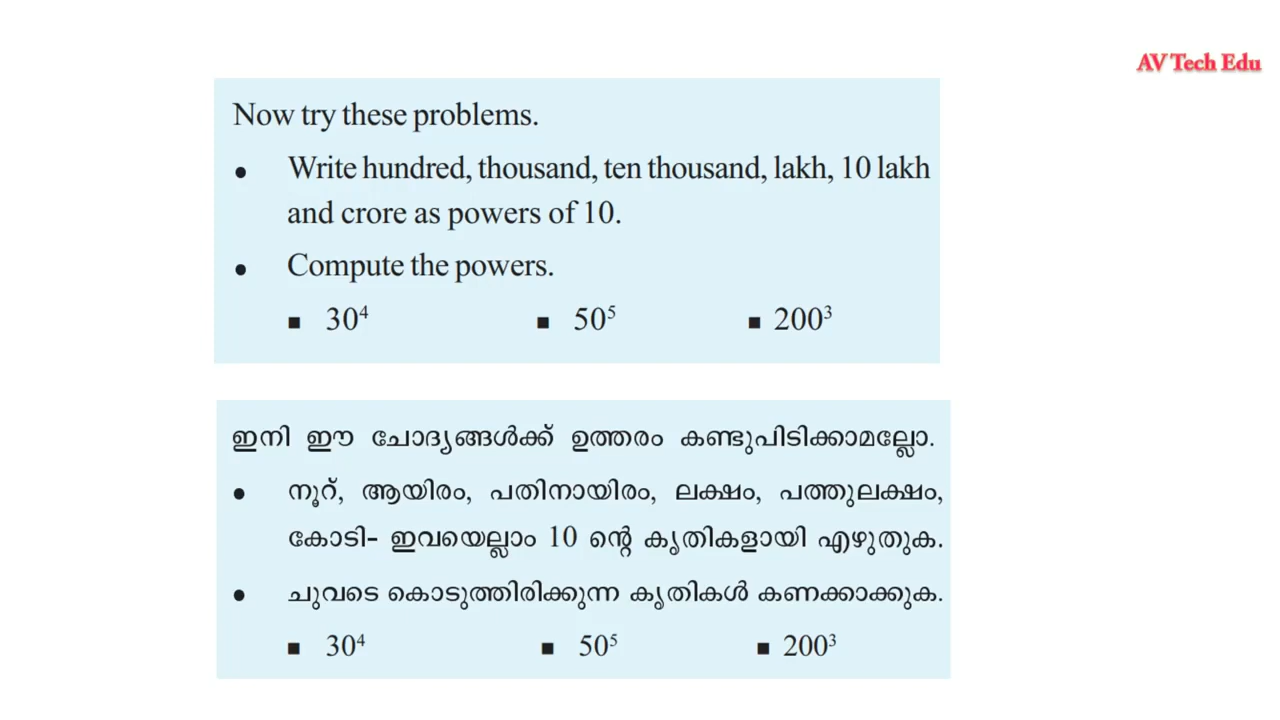 AV Tech Edu
Now try these problems.
• Write hundred, thousand, ten thousand, lakh, 10 lakh
and crore as powers of 10.
• Compute the powers.
▪ 30⁴ ▪ 50⁵ ▪ 200³
ഇനി ഈ ചോദ്യങ്ങൾക്ക് ഉത്തരം കണ്ടുപിടിക്കാമല്ലോ.
• നൂറ്, ആയിരം, പതിനായിരം, ലക്ഷം, പത്തുലക്ഷം,
കോടി- ഇവയെല്ലാം 10 ന്റെ കൃതികളായി എഴുതുക.
• ചുവടെ കൊടുത്തിരിക്കുന്ന കൃതികൾ കണക്കാക്കുക.
▪ 30⁴ ▪ 50⁵ ▪ 200³